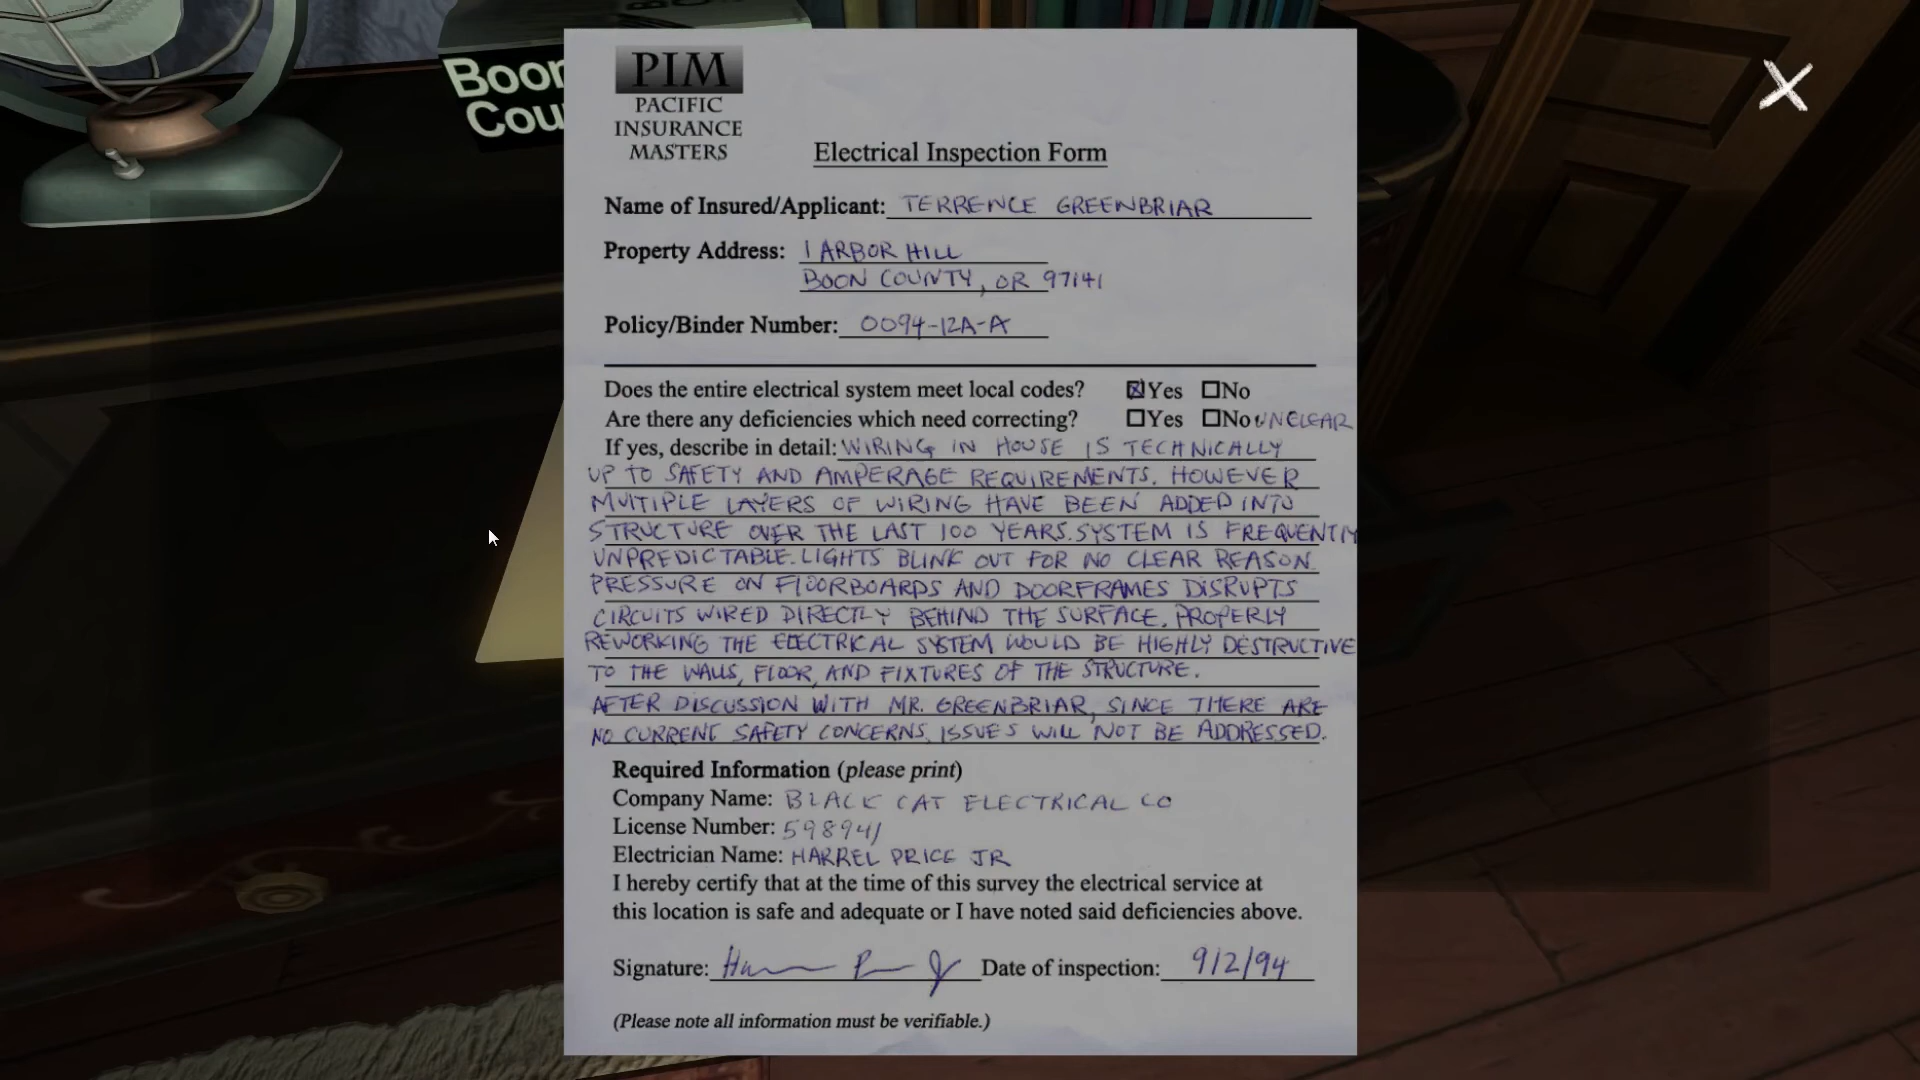 Boon
Cou
PIM
PACIFIC
INSURANCE
MASTERS
Electrical Inspection Form
Name of Insured/Applicant: TERRENCE GREENBRIAR
Property Address: 1 ARBOR HILL
BOON COUNTY, OR 97141
Policy/Binder Number: 0094-12A-A
Does the entire electrical system meet local codes? ☒Yes ☐No
Are there any deficiencies which need correcting? ☐Yes ☐No UNCLEAR
If yes, describe in detail: WIRING IN HOUSE IS TECHNICALLY
UP TO SAFETY AND AMPERAGE REQUIREMENTS. HOWEVER
MULTIPLE LAYERS OF WIRING HAVE BEEN ADDED INTO
STRUCTURE OVER THE LAST 100 YEARS. SYSTEM IS FREQUENTLY
UNPREDICTABLE. LIGHTS BLINK OUT FOR NO CLEAR REASON.
PRESSURE ON FLOORBOARDS AND DOORFRAMES DISRUPTS
CIRCUITS WIRED DIRECTLY BEHIND THE SURFACE. PROPERLY
REWORKING THE ELECTRICAL SYSTEM WOULD BE HIGHLY DESTRUCTIVE
TO THE WALLS, FLOOR, AND FIXTURES OF THE STRUCTURE.
AFTER DISCUSSION WITH MR. GREENBRIAR, SINCE THERE ARE
NO CURRENT SAFETY CONCERNS, ISSUES WILL NOT BE ADDRESSED.
Required Information (please print)
Company Name: BLACK CAT ELECTRICAL CO
License Number: 598941
Electrician Name: HARREL PRICE JR
I hereby certify that at the time of this survey the electrical service at
this location is safe and adequate or I have noted said deficiencies above.
Signature: Date of inspection: 9/2/94
(Please note all information must be verifiable.)